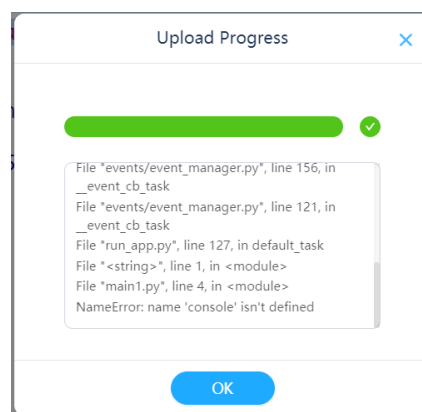 Upload Progress
File "events/event_manager.py", line 156, in
__event_cb_task
File "events/event_manager.py", line 121, in
__event_cb_task
File "run_app.py", line 127, in default_task
File "<string>", line 1, in <module>
File "main1.py", line 4, in <module>
NameError: name 'console' isn't defined
OK